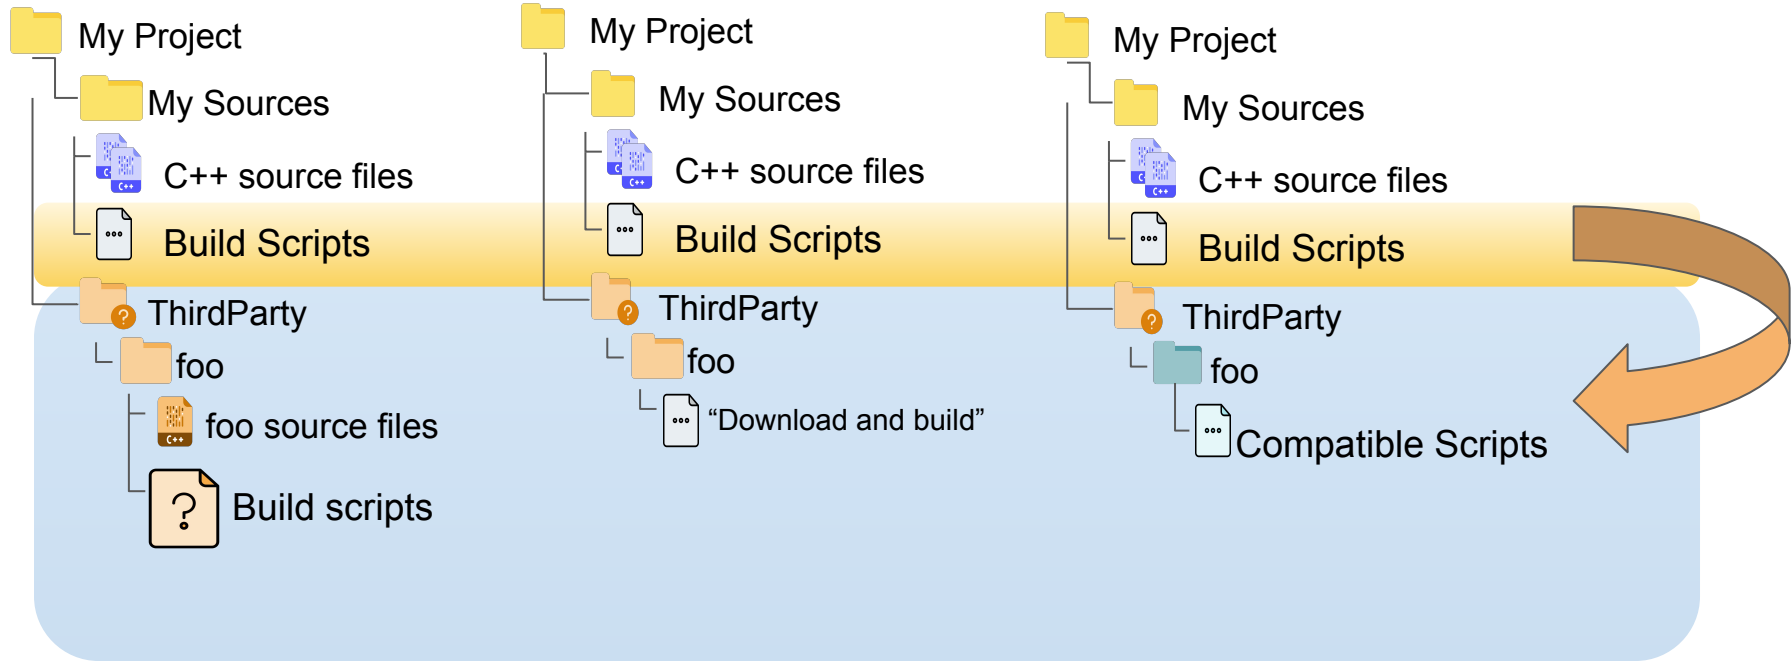 My Project
My Sources
C++ source files
Build Scripts
ThirdParty
foo
foo source files
Build scripts
My Project
My Sources
C++ source files
Build Scripts
ThirdParty
foo
“Download and build”
My Project
My Sources
C++ source files
Build Scripts
ThirdParty
foo
Compatible Scripts